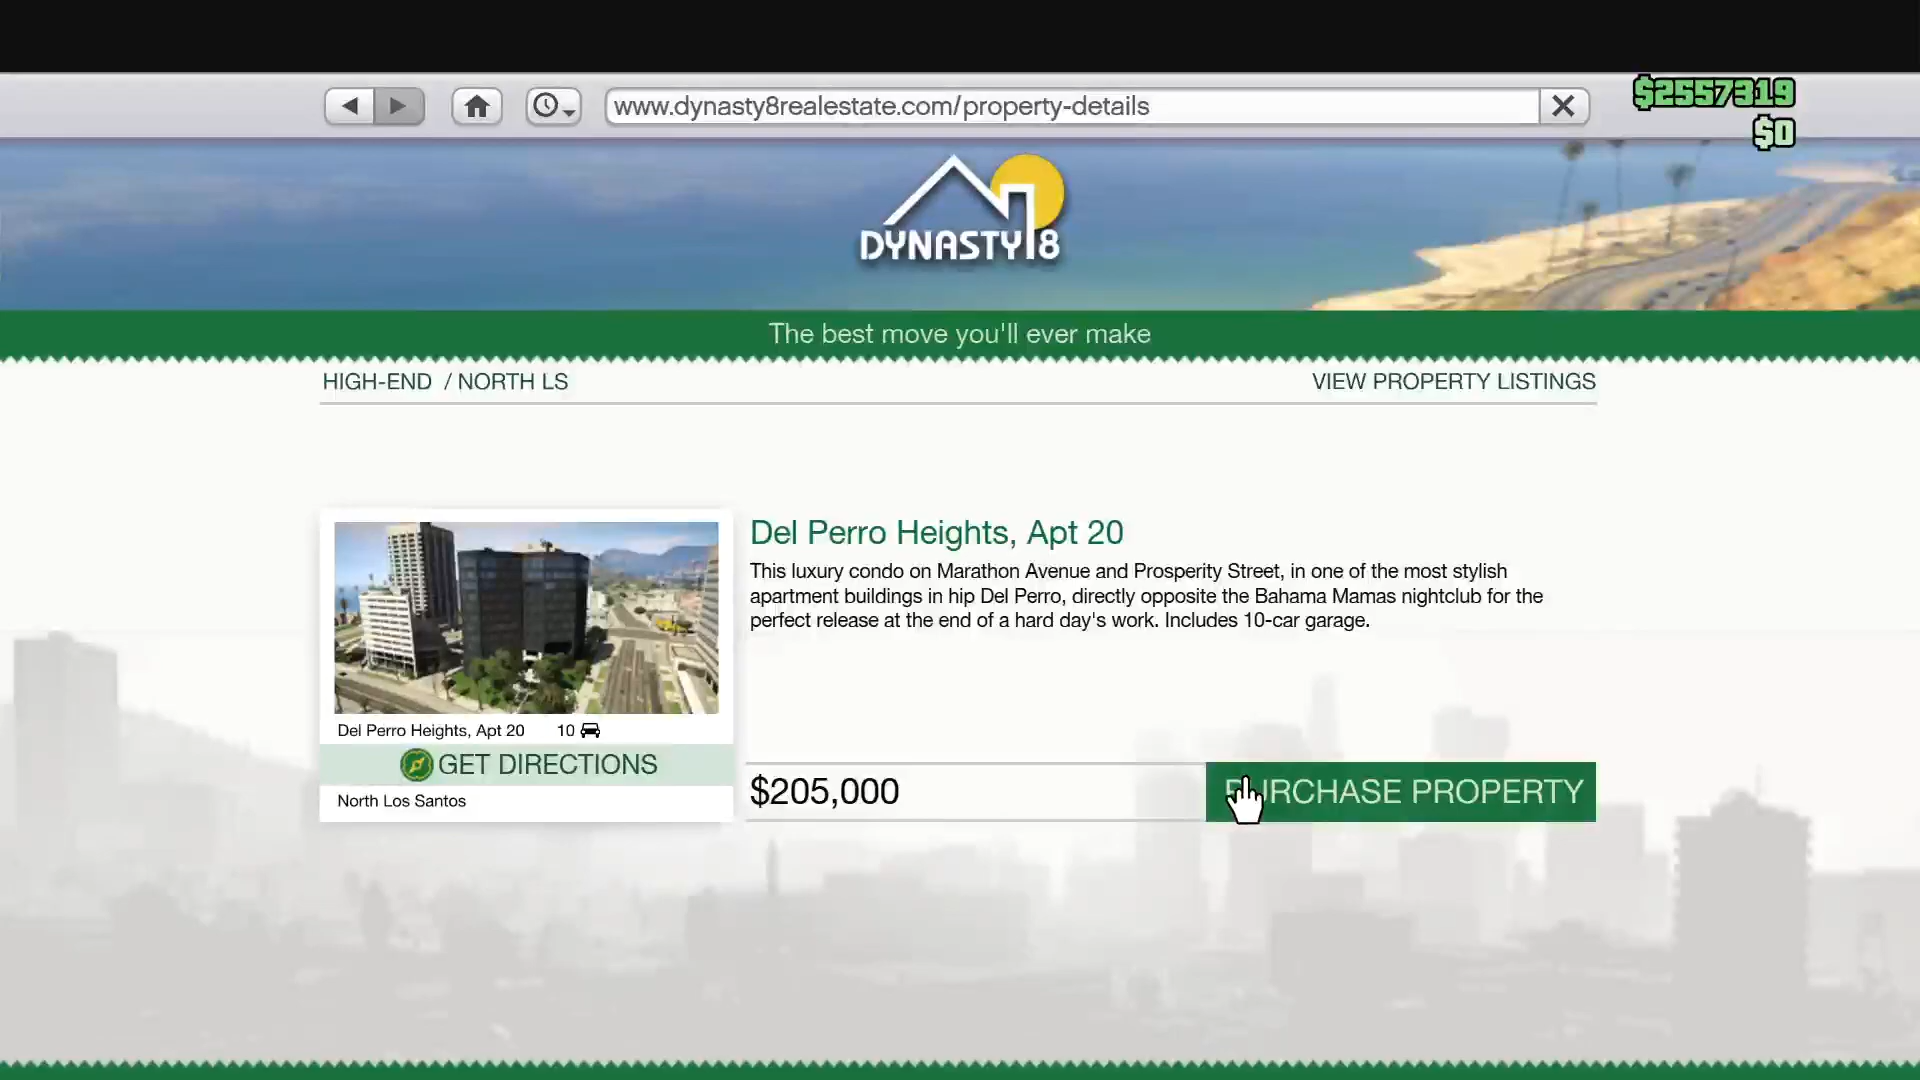 www.dynasty8realestate.com/property-details
$2557319
$0
DYNASTY 8
The best move you'll ever make
HIGH-END / NORTH LS
VIEW PROPERTY LISTINGS
Del Perro Heights, Apt 20
This luxury condo on Marathon Avenue and Prosperity Street, in one of the most stylish
apartment buildings in hip Del Perro, directly opposite the Bahama Mamas nightclub for the
perfect release at the end of a hard day's work. Includes 10-car garage.
Del Perro Heights, Apt 20 10
GET DIRECTIONS
North Los Santos
$205,000
PURCHASE PROPERTY